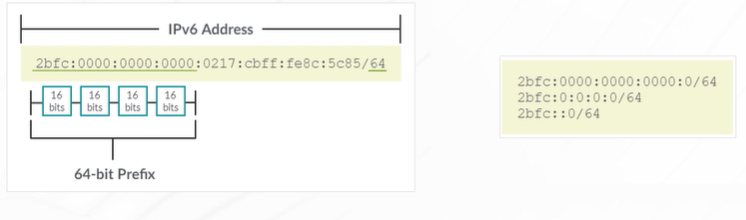 IPv6 Address
2bfc:0000:0000:0000:0217:cbff:fe8c:5c85/64
16 bits
16 bits
16 bits
16 bits
64-bit Prefix
2bfc:0000:0000:0000:0/64
2bfc:0:0:0:0/64
2bfc::0/64